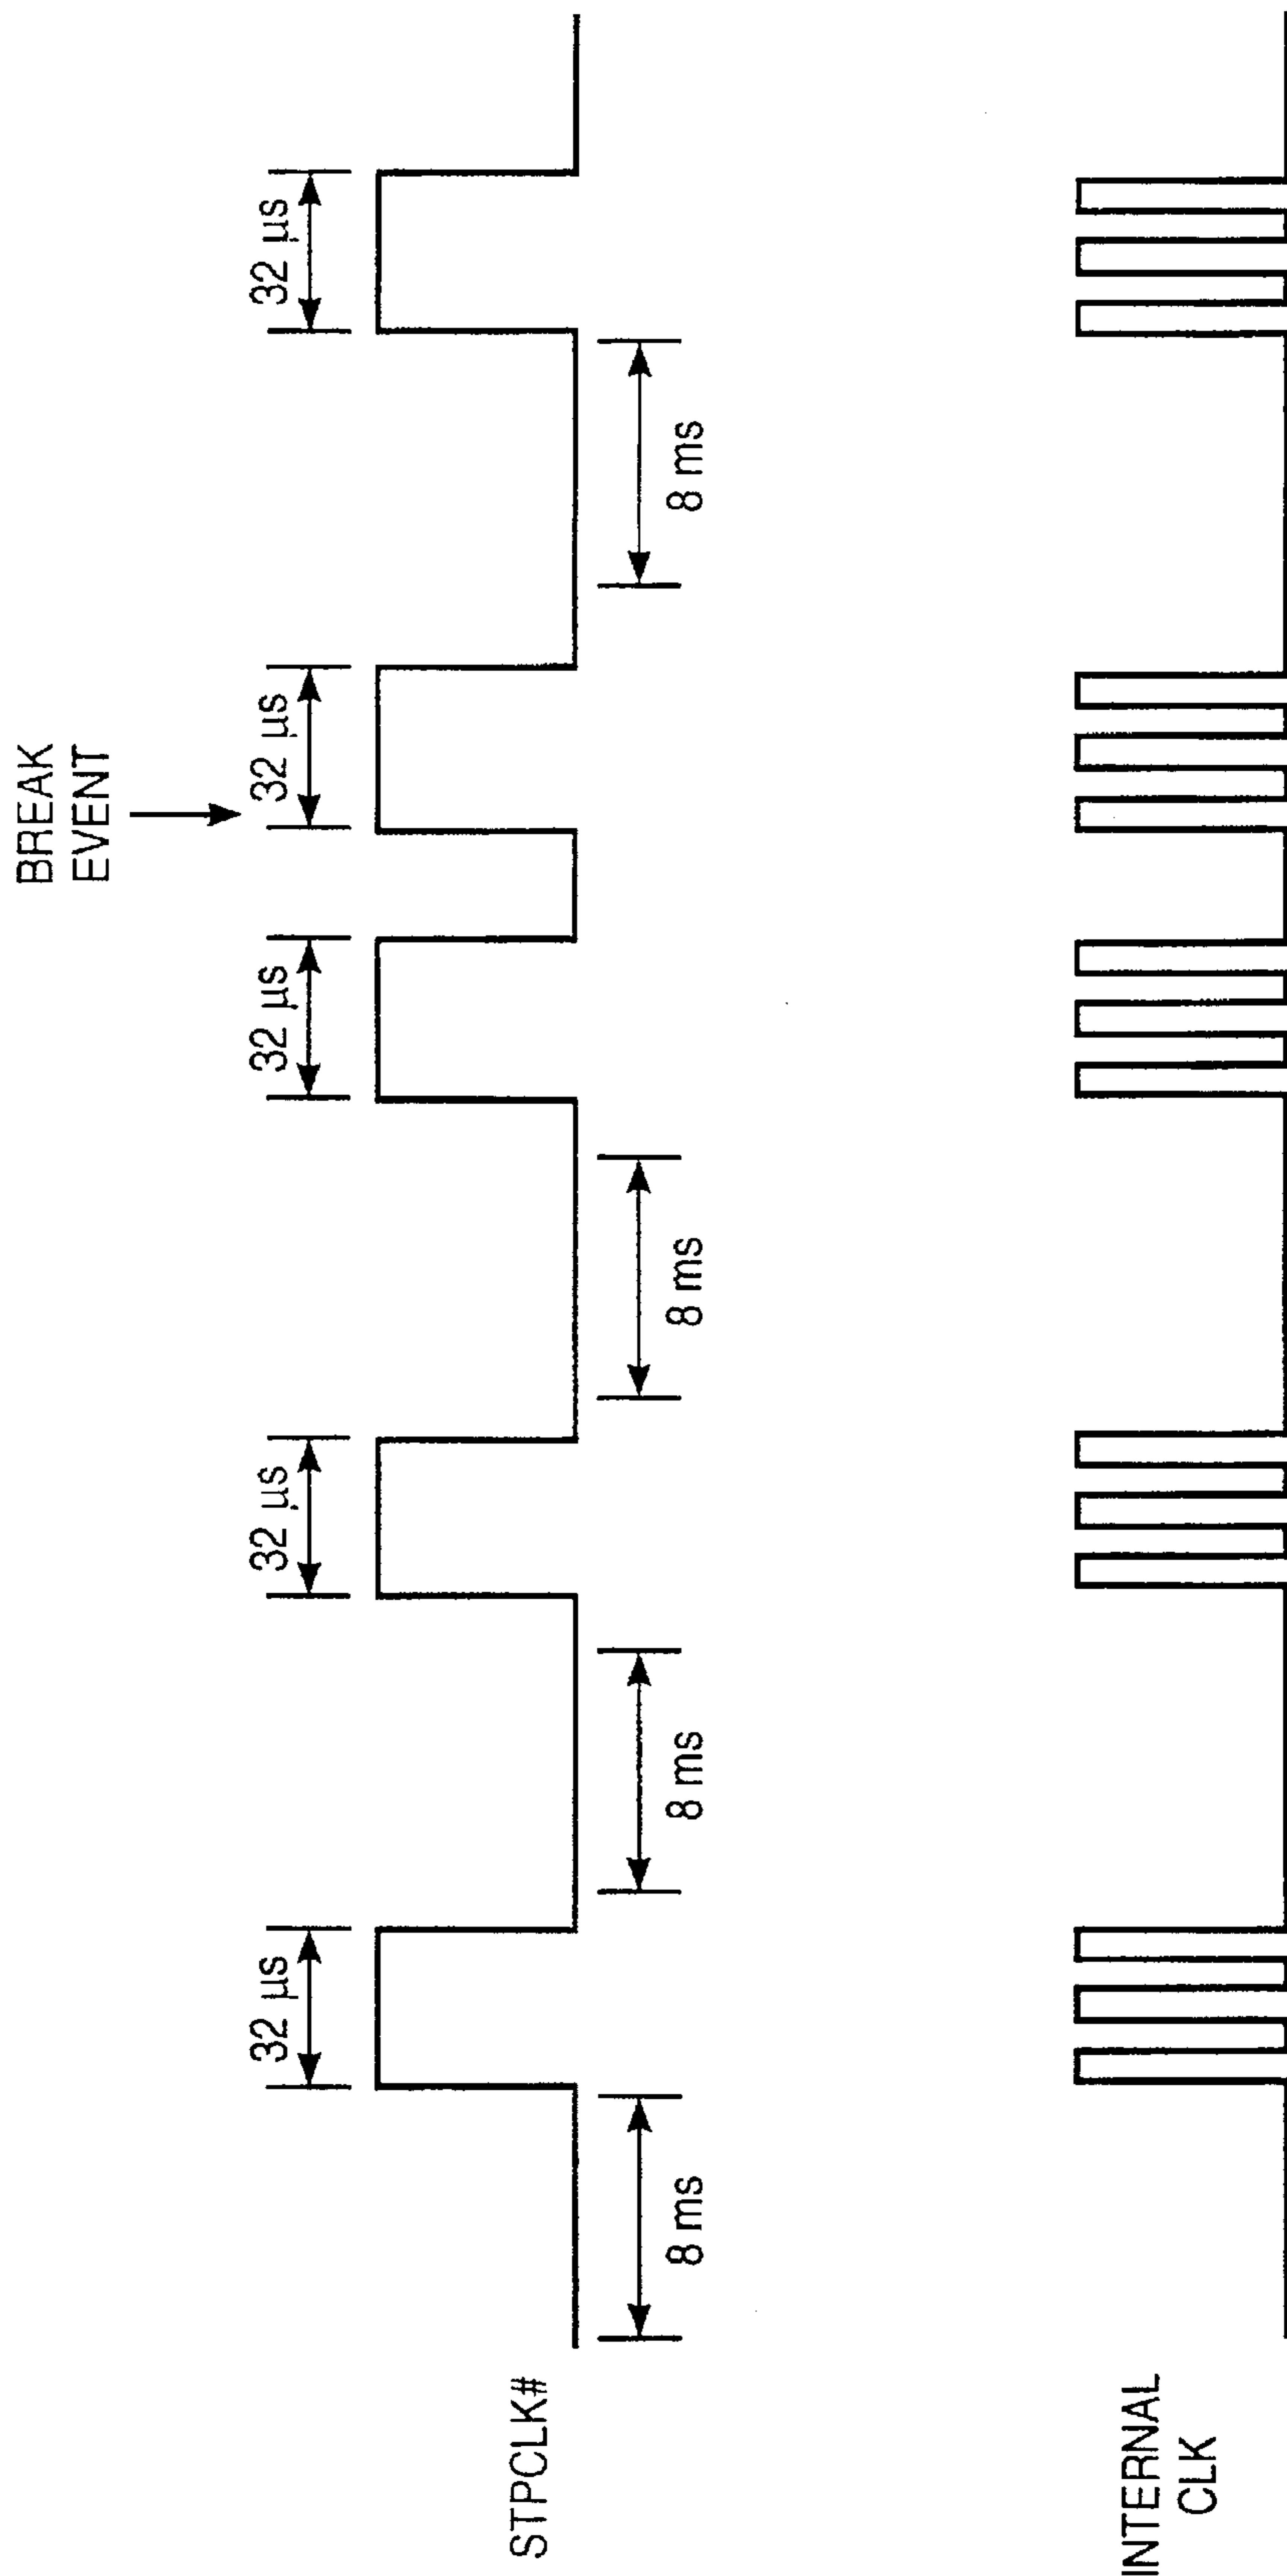 BREAK
EVENT
32 µs
32 µs
32 µs
32 µs
32 µs
STPCLK#
8 ms
8 ms
8 ms
8 ms
INTERNAL
CLK